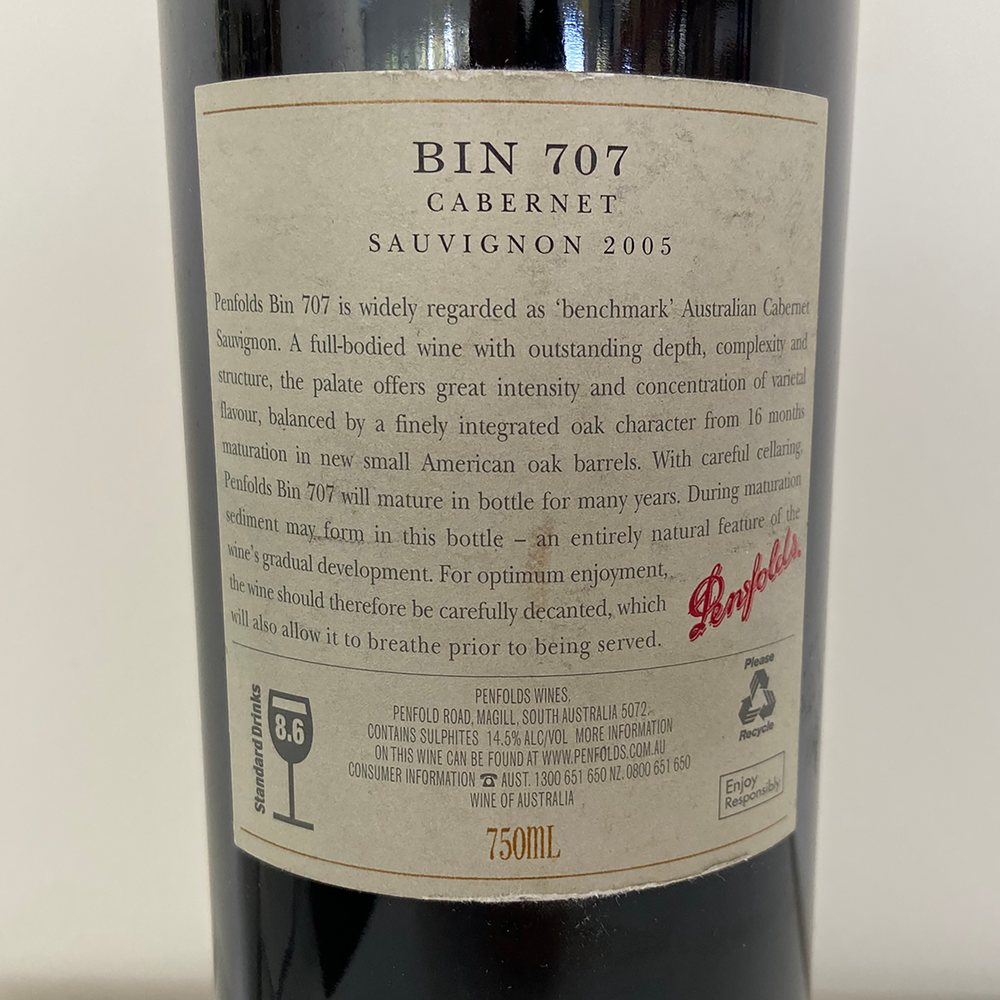 BIN 707
CABERNET
SAUVIGNON 2005
Penfolds Bin 707 is widely regarded as ‘benchmark’ Australian Cabernet
Sauvignon. A full-bodied wine with outstanding depth, complexity and
structure, the palate offers great intensity and concentration of varietal
flavour, balanced by a finely integrated oak character from 16 months
maturation in new small American oak barrels. With careful cellaring,
Penfolds Bin 707 will mature in bottle for many years. During maturation
sediment may form in this bottle – an entirely natural feature of the
wine's gradual development. For optimum enjoyment,
the wine should therefore be carefully decanted, which
will also allow it to breathe prior to being served.
Penfolds.
Standard Drinks
8.6
PENFOLDS WINES,
PENFOLD ROAD, MAGILL, SOUTH AUSTRALIA 5072.
CONTAINS SULPHITES 14.5% ALC/VOL MORE INFORMATION
ON THIS WINE CAN BE FOUND AT WWW.PENFOLDS.COM.AU
CONSUMER INFORMATION ☎ AUST. 1300 651 650 NZ. 0800 651 650
WINE OF AUSTRALIA
750ML
Please
Recycle
Enjoy
Responsibly